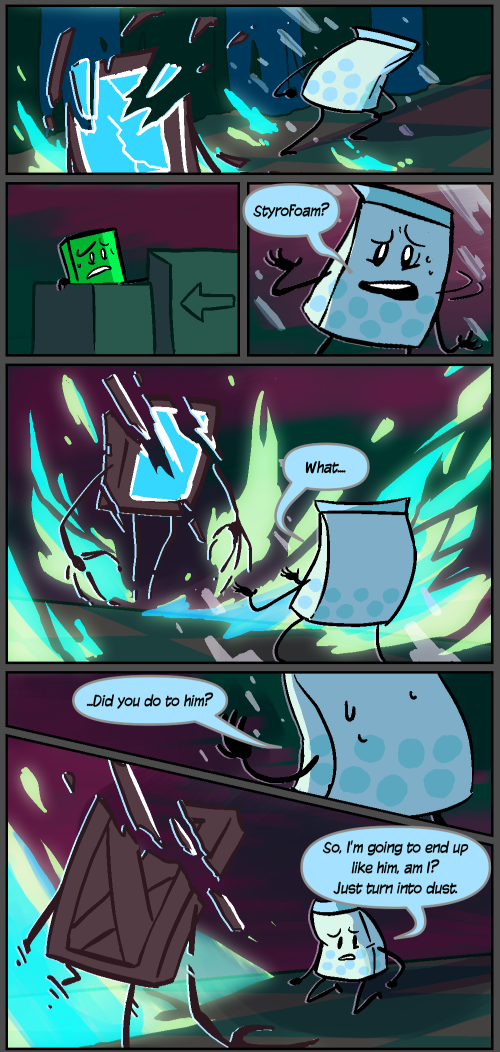 Styrofoam?
What....
...Did you do to him?
So, I'm going to end up
like him, am I?
Just turn into dust.